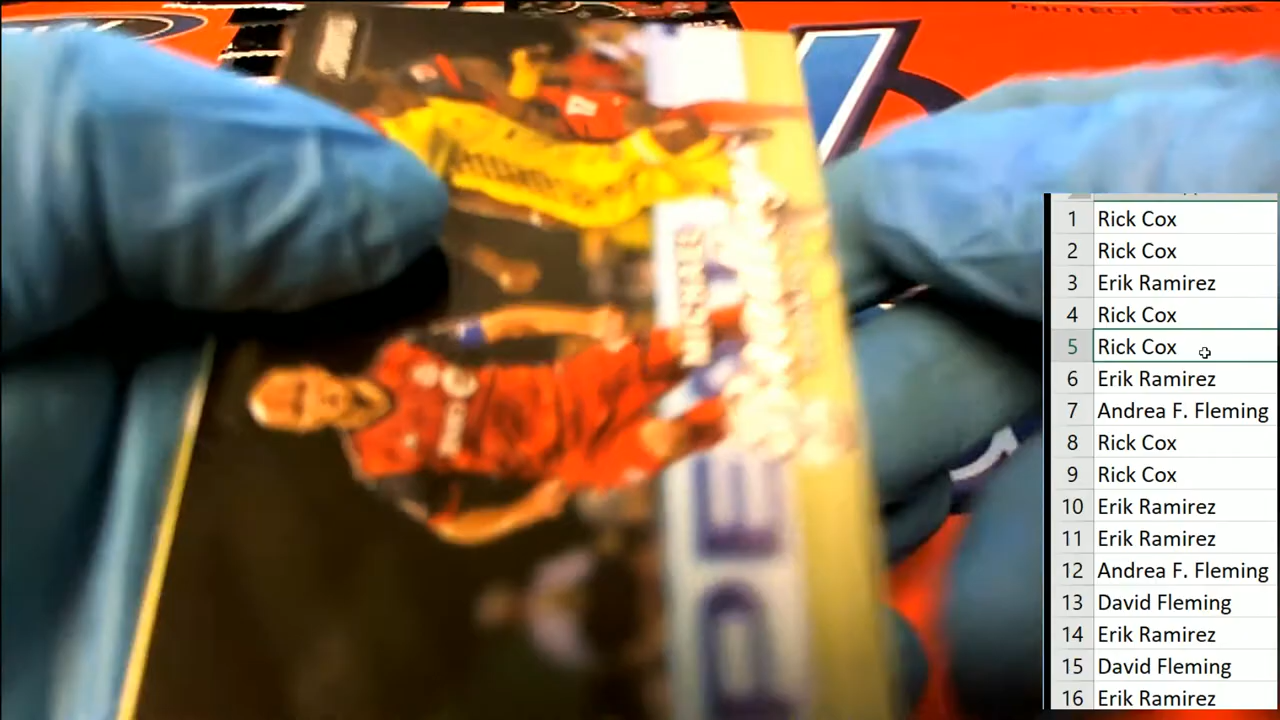 PROTECT STORE
1 Rick Cox
2 Rick Cox
3 Erik Ramirez
4 Rick Cox
5 Rick Cox
6 Erik Ramirez
7 Andrea F. Fleming
8 Rick Cox
9 Rick Cox
10 Erik Ramirez
11 Erik Ramirez
12 Andrea F. Fleming
13 David Fleming
14 Erik Ramirez
15 David Fleming
16 Erik Ramirez